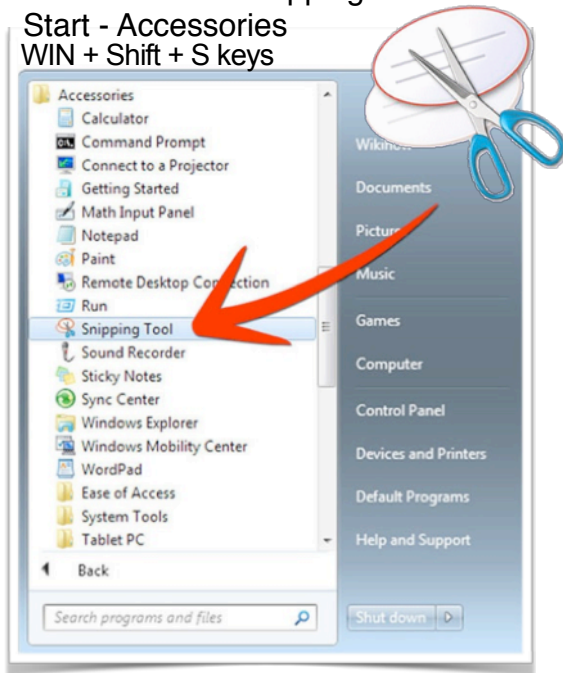 Start - Accessories
WIN + Shift + S keys
Accessories
Calculator
Command Prompt
Connect to a Projector
Getting Started
Math Input Panel
Notepad
Paint
Remote Desktop Connection
Run
Snipping Tool
Sound Recorder
Sticky Notes
Sync Center
Windows Explorer
Windows Mobility Center
WordPad
Ease of Access
System Tools
Tablet PC
Back
Search programs and files
Documents
Music
Games
Computer
Control Panel
Devices and Printers
Default Programs
Help and Support
Shut down